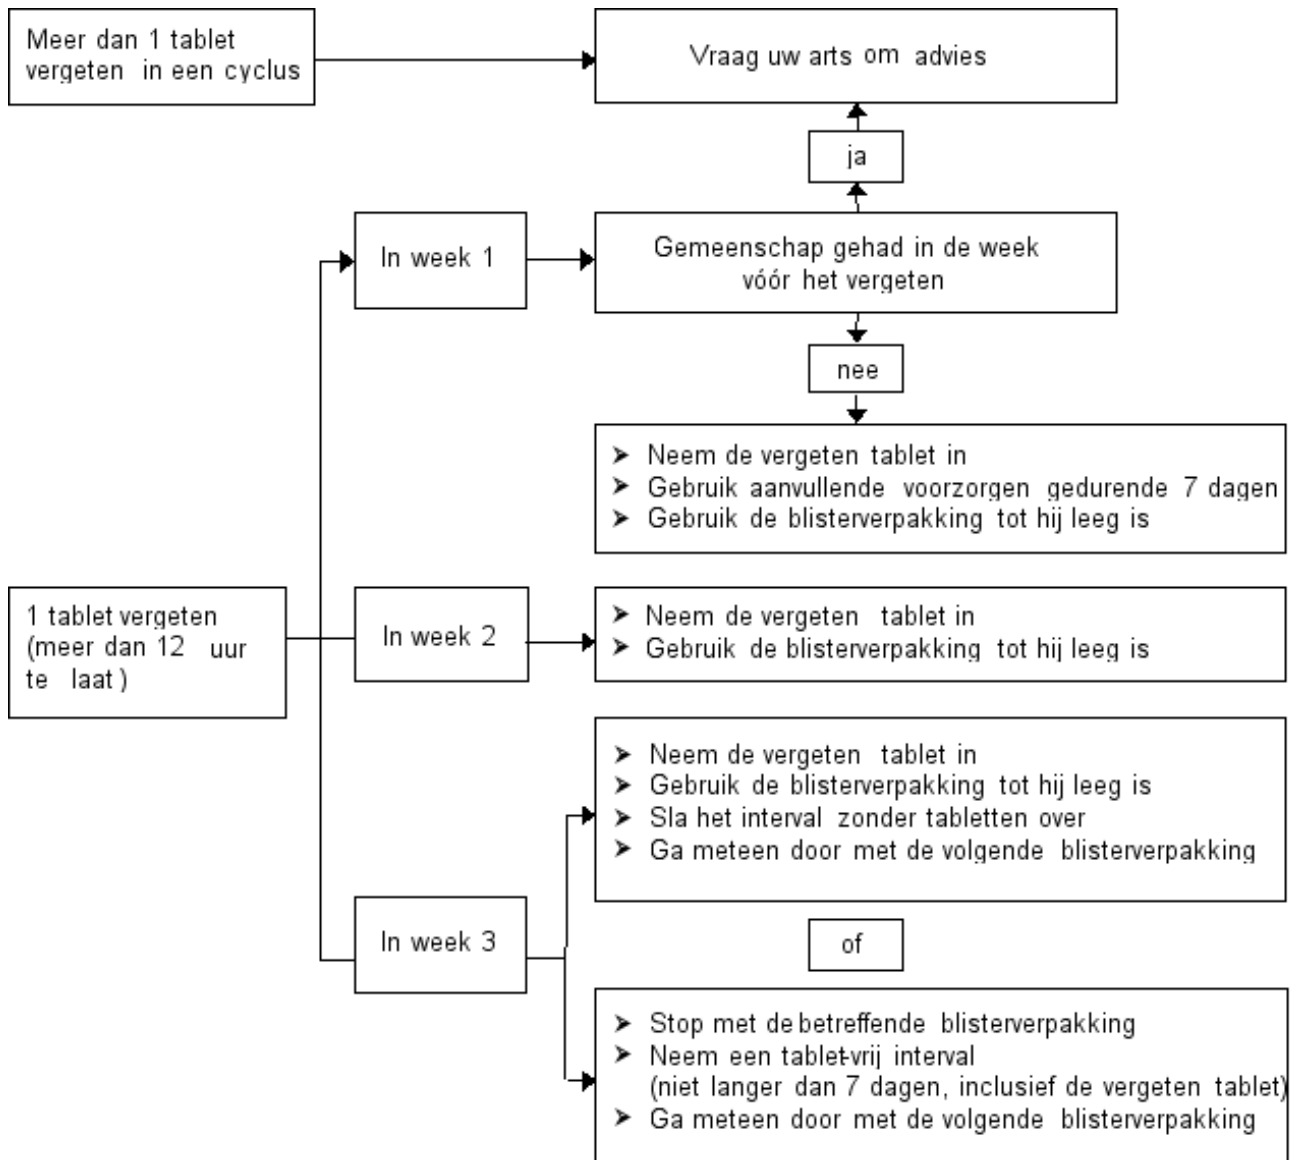 Meer dan 1 tablet
vergeten in een cyclus
Vraag uw arts om advies
ja
In week 1
Gemeenschap gehad in de week
vóór het vergeten
nee
➤ Neem de vergeten tablet in
➤ Gebruik aanvullende voorzorgen gedurende 7 dagen
➤ Gebruik de blisterverpakking tot hij leeg is
1 tablet vergeten
(meer dan 12 uur
te laat)
In week 2
➤ Neem de vergeten tablet in
➤ Gebruik de blisterverpakking tot hij leeg is
➤ Neem de vergeten tablet in
➤ Gebruik de blisterverpakking tot hij leeg is
➤ Sla het interval zonder tabletten over
➤ Ga meteen door met de volgende blisterverpakking
In week 3
of
➤ Stop met de betreffende blisterverpakking
➤ Neem een tablet-vrij interval
(niet langer dan 7 dagen, inclusief de vergeten tablet)
➤ Ga meteen door met de volgende blisterverpakking